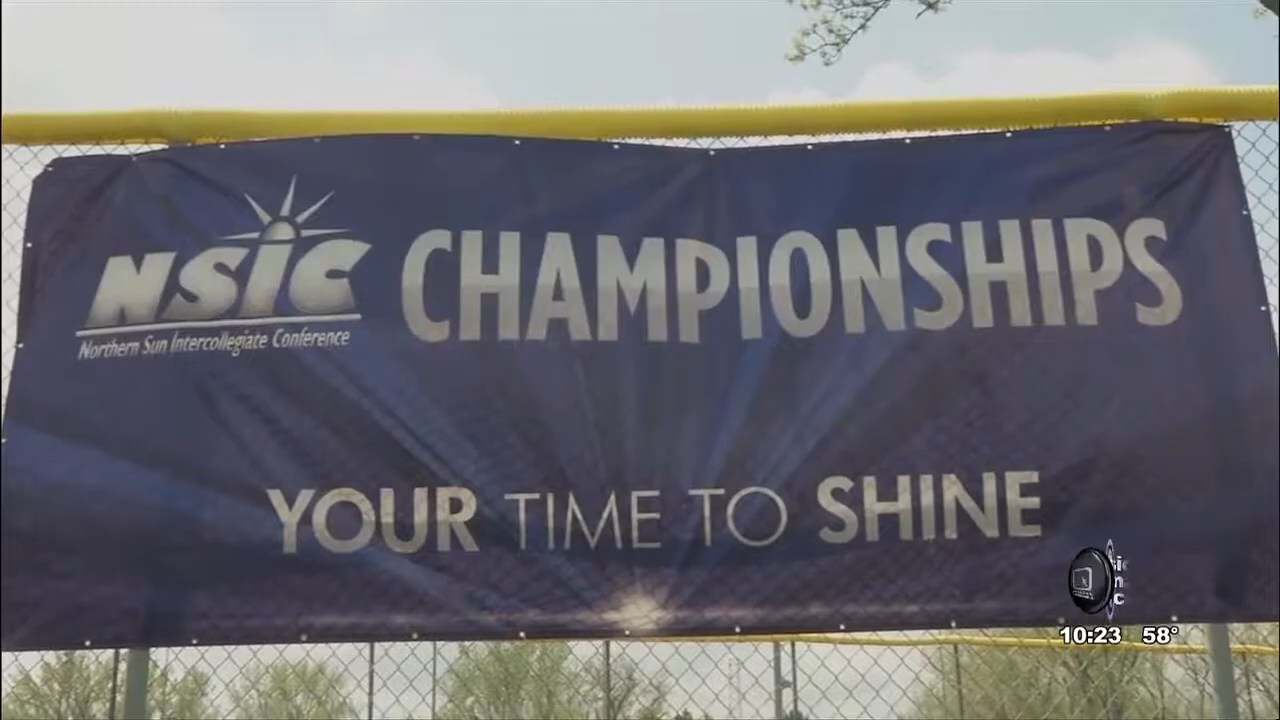 NSIC CHAMPIONSHIPS
Northern Sun Intercollegiate Conference
YOUR TIME TO SHINE
10:23 58°